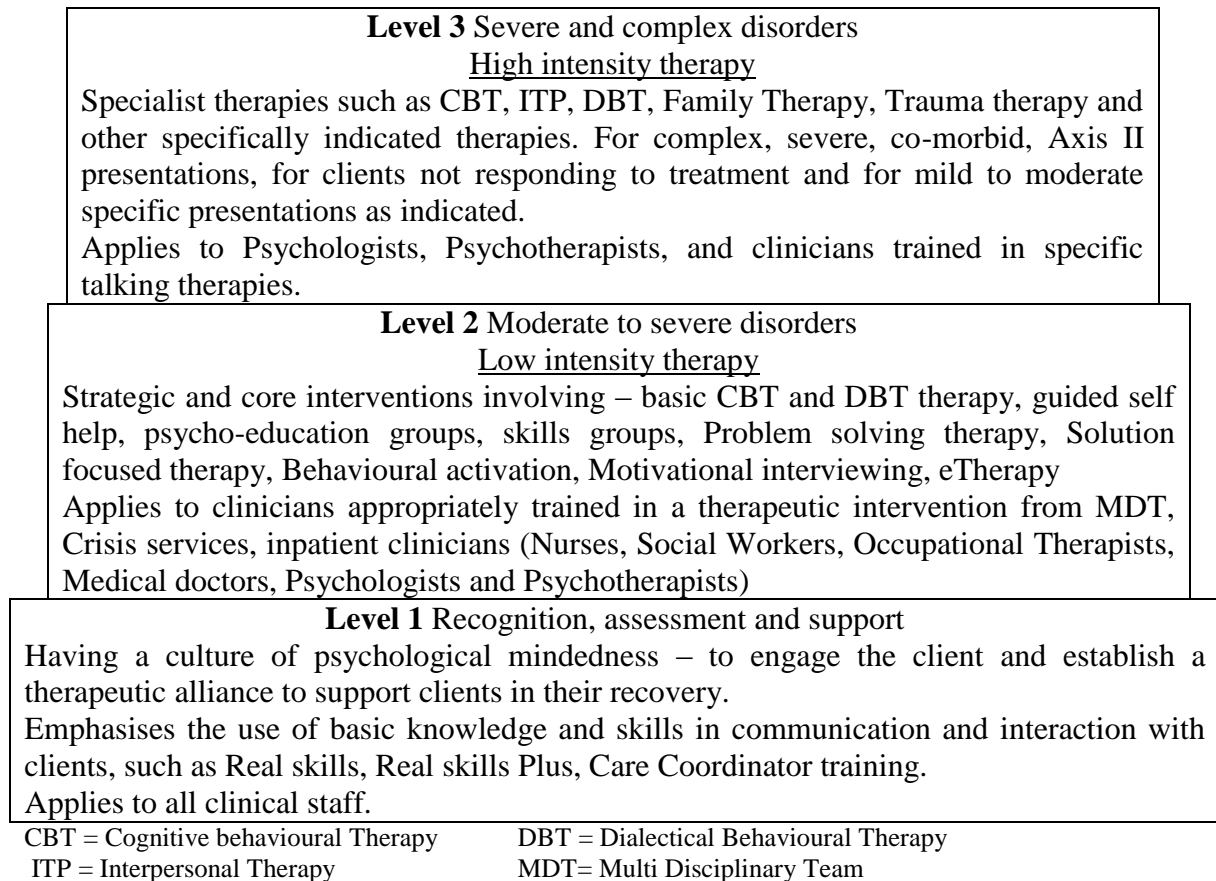 Level 3 Severe and complex disorders
High intensity therapy
Specialist therapies such as CBT, ITP, DBT, Family Therapy, Trauma therapy and
other specifically indicated therapies. For complex, severe, co-morbid, Axis II
presentations, for clients not responding to treatment and for mild to moderate
specific presentations as indicated.
Applies to Psychologists, Psychotherapists, and clinicians trained in specific
talking therapies.
Level 2 Moderate to severe disorders
Low intensity therapy
Strategic and core interventions involving – basic CBT and DBT therapy, guided self
help, psycho-education groups, skills groups, Problem solving therapy, Solution
focused therapy, Behavioural activation, Motivational interviewing, eTherapy
Applies to clinicians appropriately trained in a therapeutic intervention from MDT,
Crisis services, inpatient clinicians (Nurses, Social Workers, Occupational Therapists,
Medical doctors, Psychologists and Psychotherapists)
Level 1 Recognition, assessment and support
Having a culture of psychological mindedness – to engage the client and establish a
therapeutic alliance to support clients in their recovery.
Emphasises the use of basic knowledge and skills in communication and interaction with
clients, such as Real skills, Real skills Plus, Care Coordinator training.
Applies to all clinical staff.
CBT = Cognitive behavioural Therapy DBT = Dialectical Behavioural Therapy
ITP = Interpersonal Therapy MDT= Multi Disciplinary Team